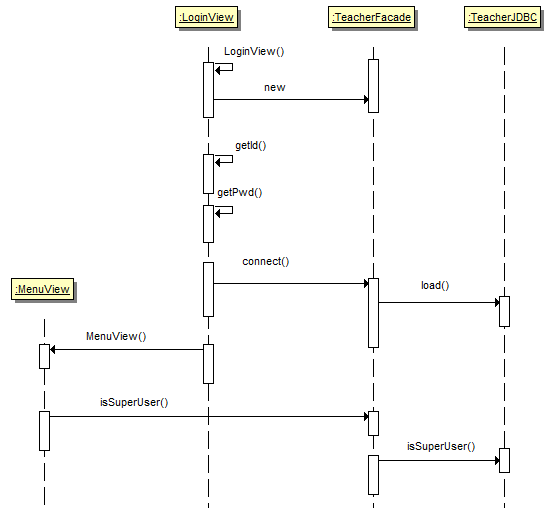 :LoginView
:TeacherFacade
:TeacherJDBC
LoginView()
new
getId()
getPwd()
connect()
load()
:MenuView
MenuView()
isSuperUser()
isSuperUser()